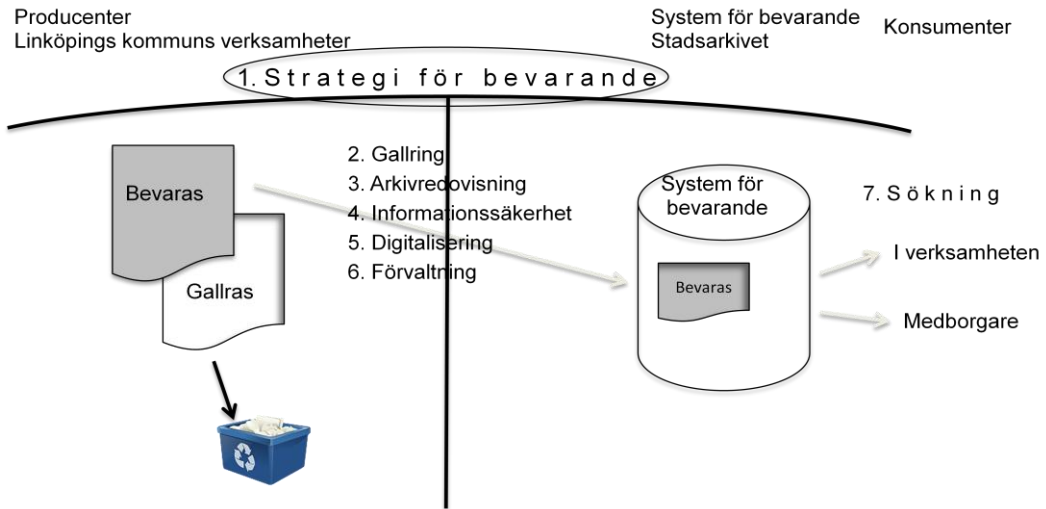 Producenter
Linköpings kommuns verksamheter
System för bevarande
Stadsarkivet
Konsumenter
1. Strategi för bevarande
Bevaras
Gallras
2. Gallring
3. Arkivredovisning
4. Informationssäkerhet
5. Digitalisering
6. Förvaltning
System för
bevarande
Bevaras
7. Sökning
I verksamheten
Medborgare